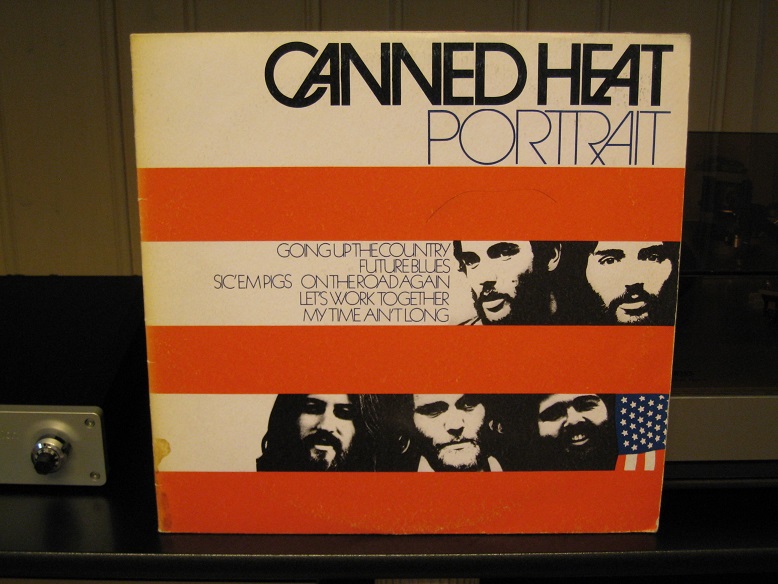 CANNED HEAT
PORTRAIT
GOING UP THE COUNTRY
FUTURE BLUES
SIC'EM PIGS ON THE ROAD AGAIN
LET'S WORK TOGETHER
MY TIME AIN'T LONG